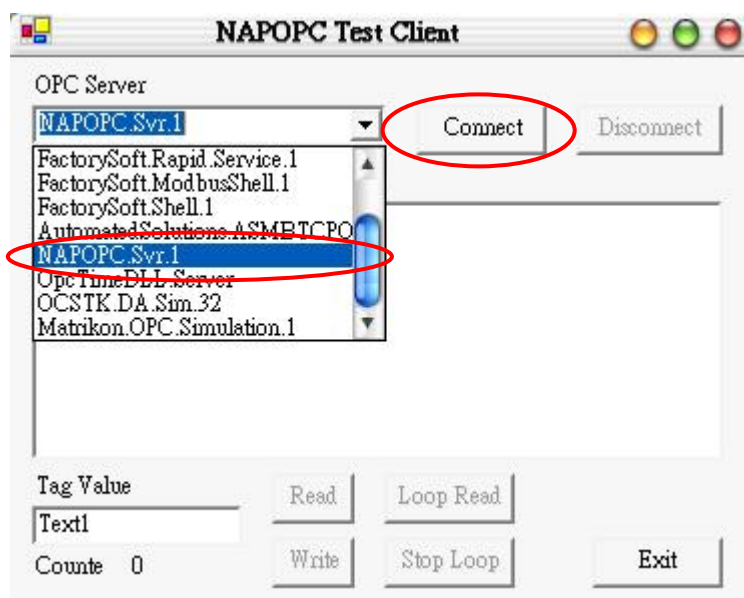 NAPOPC Test Client
OPC Server
NAPOPC.Svr.1
Connect
Disconnect
FactorySoft.Rapid.Service.1
FactorySoft.ModbusShell.1
FactorySoft.Shell.1
AutomatedSolutions.ASMBTCPO
NAPOPC.Svr.1
OpcTimeDLL.Server
OCSTK.DA.Sim.32
Matrikon.OPC.Simulation.1
Tag Value
Read
Loop Read
Text1
Counte 0
Write
Stop Loop
Exit